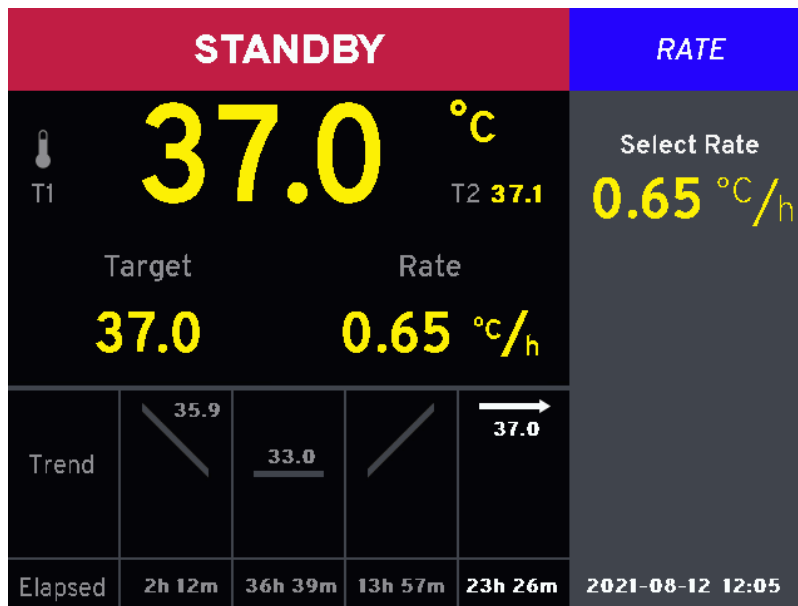 STANDBY
RATE
37.0 °C
T1
T2 37.1
Select Rate
0.65 °C/h
Target
Rate
37.0
0.65 °C/h
Trend
35.9
33.0
37.0
Elapsed
2h 12m
36h 39m
13h 57m
23h 26m
2021-08-12 12:05